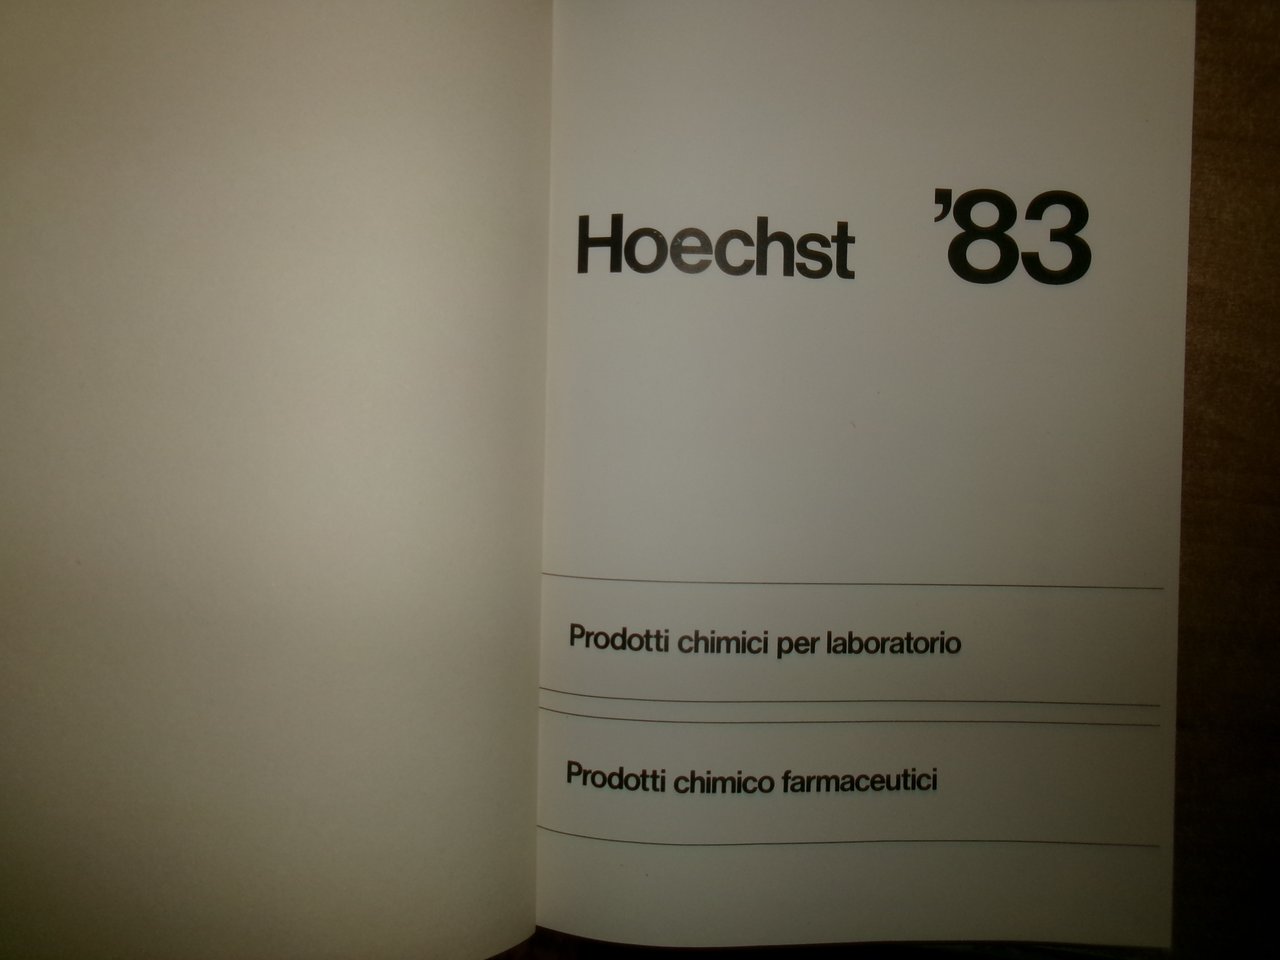 Hoechst ’83
Prodotti chimici per laboratorio
Prodotti chimico farmaceutici